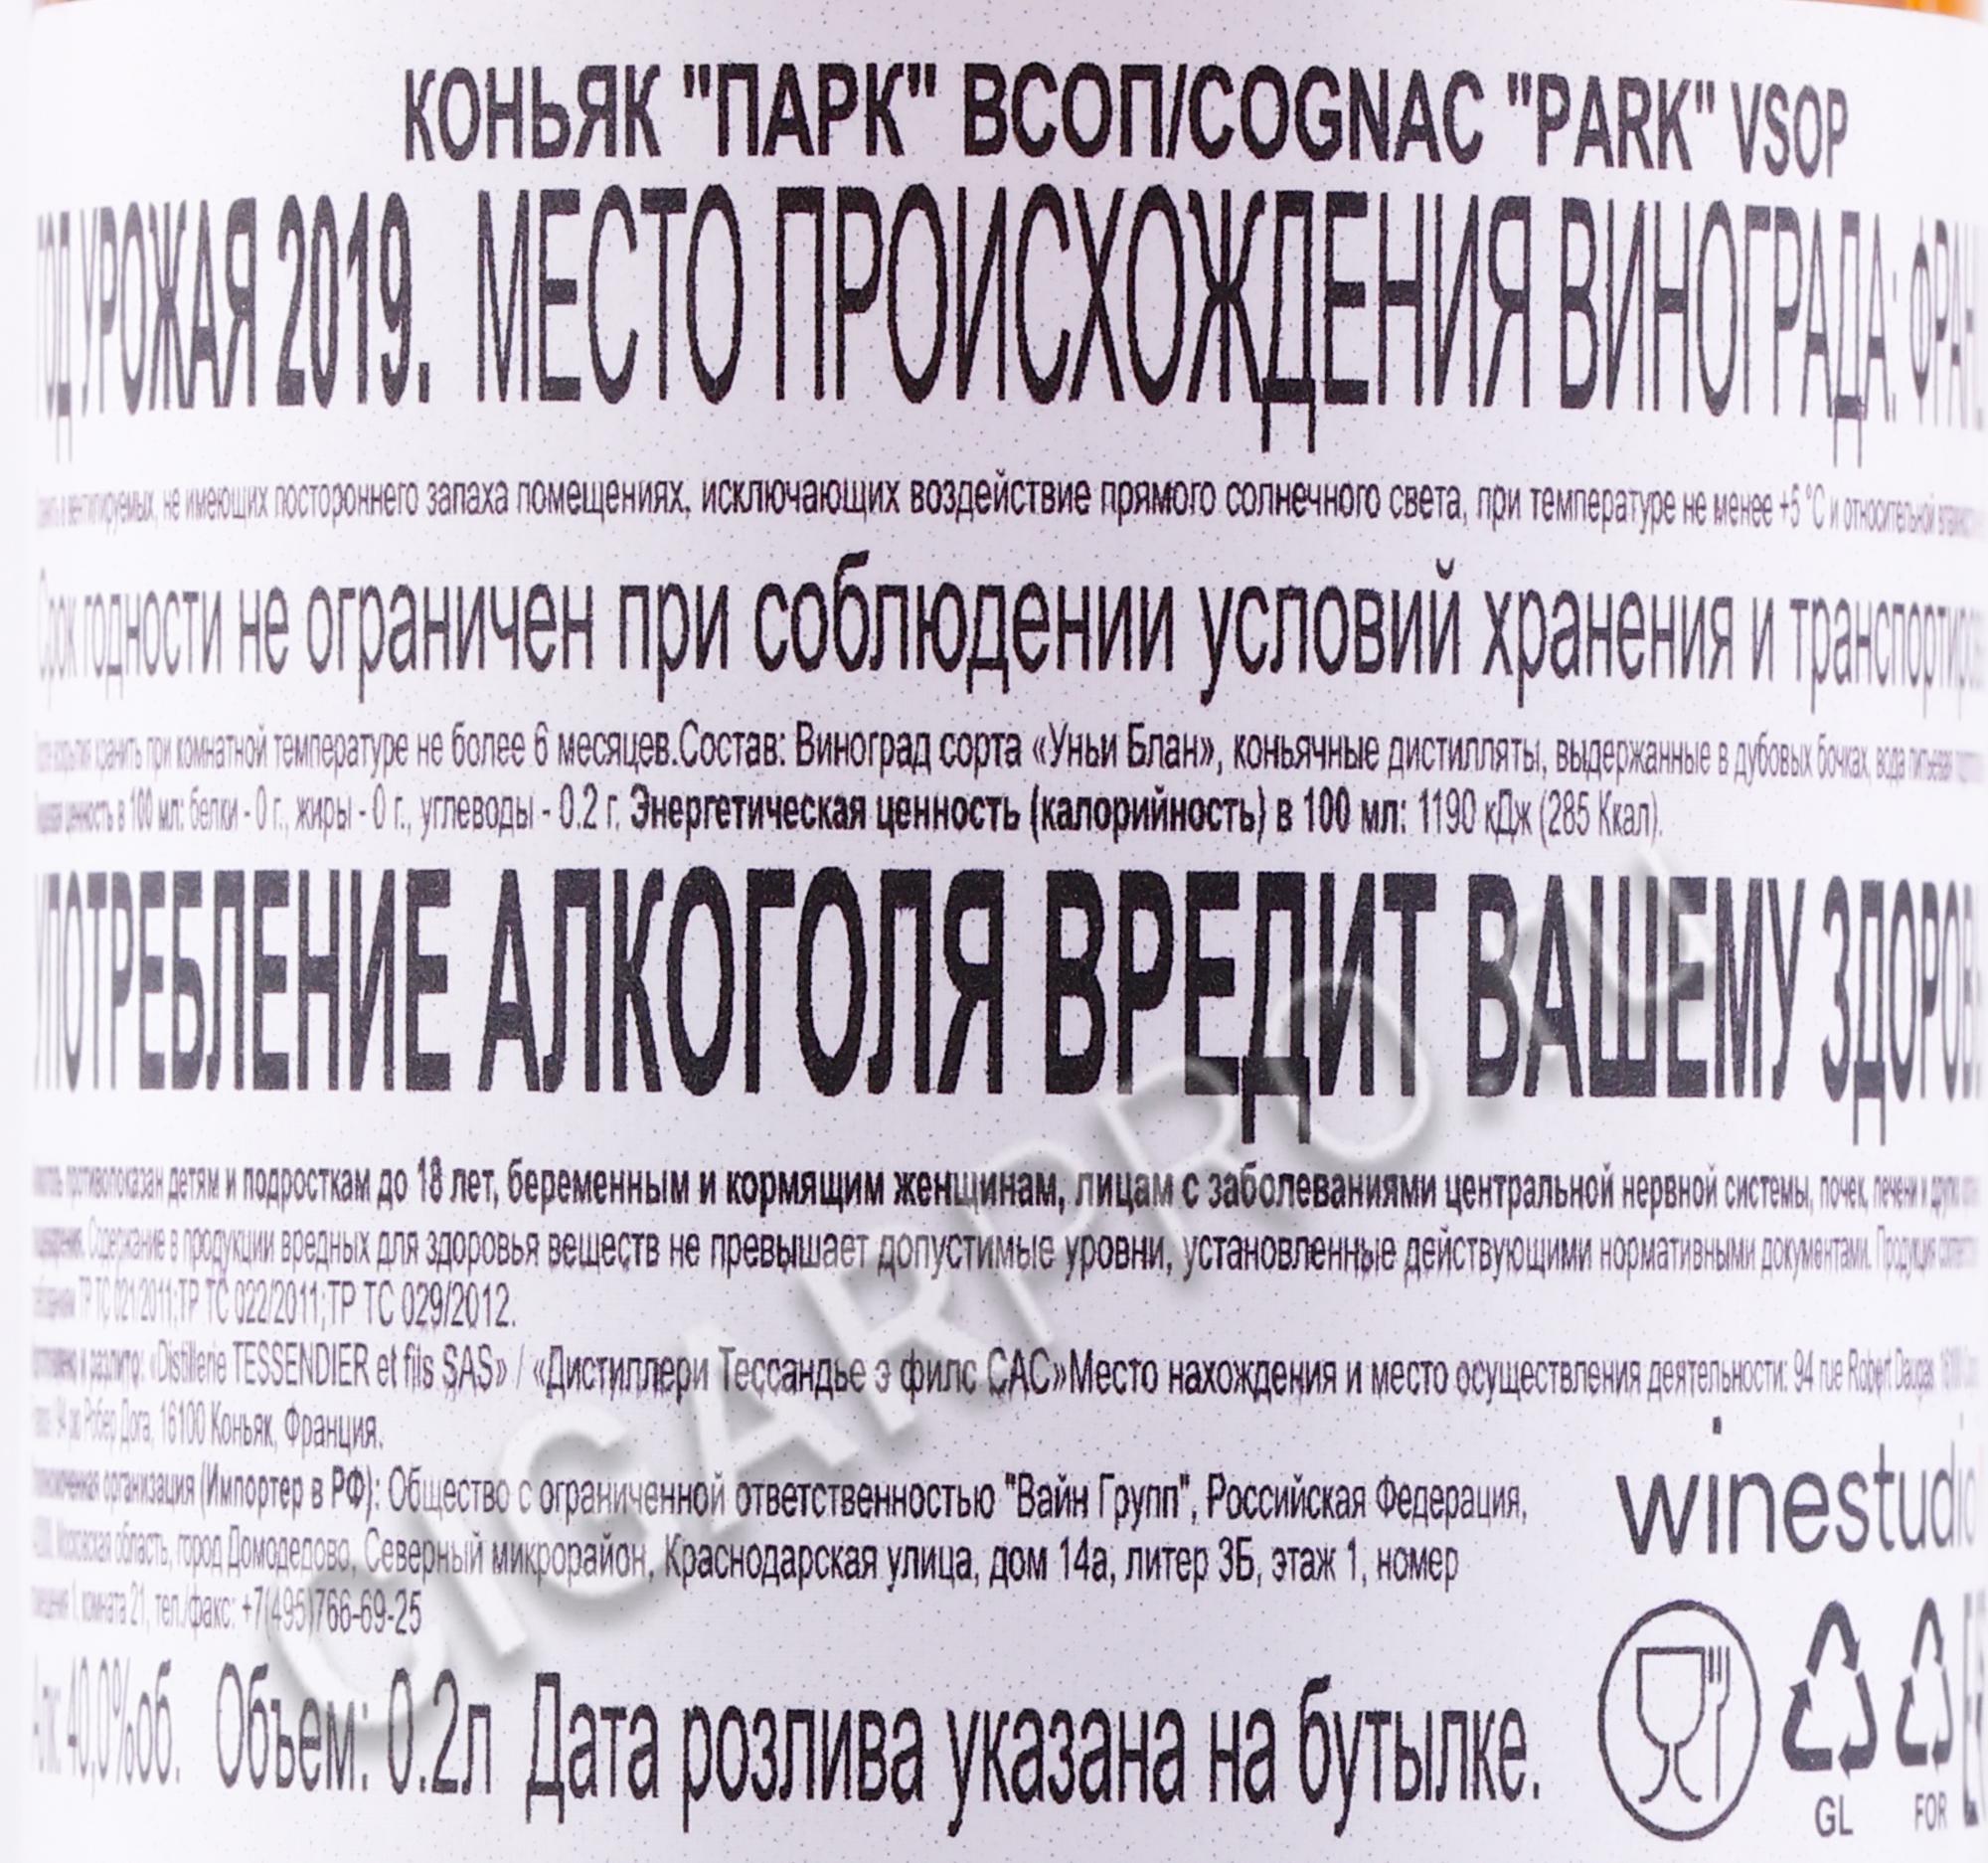 КОНЬЯК "ПАРК" ВСОП/COGNAC "PARK" VSOP
ГОД УРОЖАЯ 2019. МЕСТО ПРОИСХОЖДЕНИЯ ВИНОГРАДА:
вентилируемых, не имеющих постороннего запаха помещениях, исключающих воздействие прямого солнечного света, при температуре не менее +5 °C и относительной
Срок годности не ограничен при соблюдении условий хранения и
хранить при комнатной температуре не более 6 месяцев.Состав: Виноград сорта «Уньи Блан», коньячные дистилляты, выдержанные в дубовых бочках, вода питьевая
ценность в 100 мл: белки - 0 г., жиры - 0 г., углеводы - 0.2 г. Энергетическая ценность (калорийность) в 100 мл: 1190 кДж (285 Ккал).
УПОТРЕБЛЕНИЕ АЛКОГОЛЯ ВРЕДИТ ВАШЕМУ
противопоказан детям и подросткам до 18 лет, беременным и кормящим женщинам, лицам с заболеваниями центральной нервной системы, почек, печени и других
Содержание в продукции вредных для здоровья веществ не превышает допустимые уровни, установленные действующими нормативными документами. Продукция
ТР ТС 021/2011;ТР ТС 022/2011;ТР ТС 029/2012.
и разлито: «Distillerie TESSENDIER et fils SAS» / «Дистиллери Тессандье э филс САС»Место нахождения и место осуществления деятельности: 94 rue Robert Daugas,
94 рю Робер Дога, 16100 Коньяк, Франция.
организация (Импортер в РФ): Общество с ограниченной ответственностью "Вайн Групп", Российская Федерация,
Московская область, город Домодедово, Северный микрорайон, Краснодарская улица, дом 14а, литер 3Б, этаж 1, номер
комната 21, тел./факс: +7(495)766-69-25
winestudio
40,0%об. Объем: 0.2л Дата розлива указана на бутылке.
GL FOR
CIGARPRO.ru